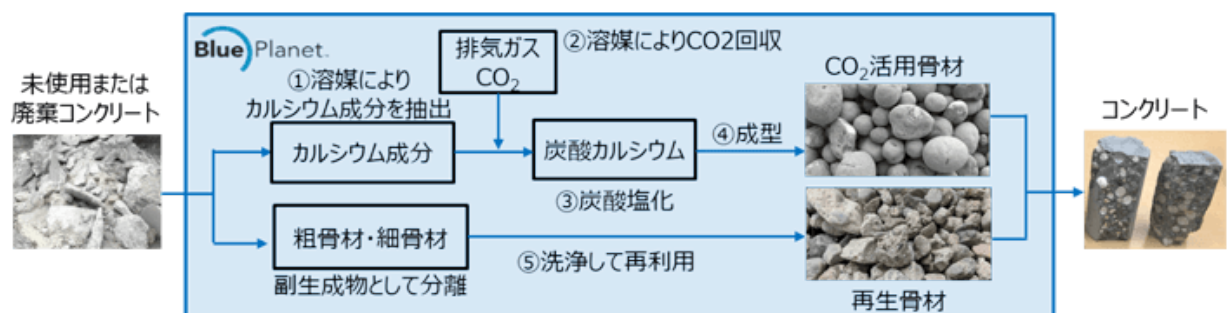 Blue Planet
未使用または
廃棄コンクリート
①溶媒により
カルシウム成分を抽出
カルシウム成分
排気ガス
CO₂
②溶媒によりCO2回収
炭酸カルシウム
③炭酸塩化
④成型
CO₂活用骨材
粗骨材・細骨材
副生成物として分離
⑤洗浄して再利用
再生骨材
コンクリート